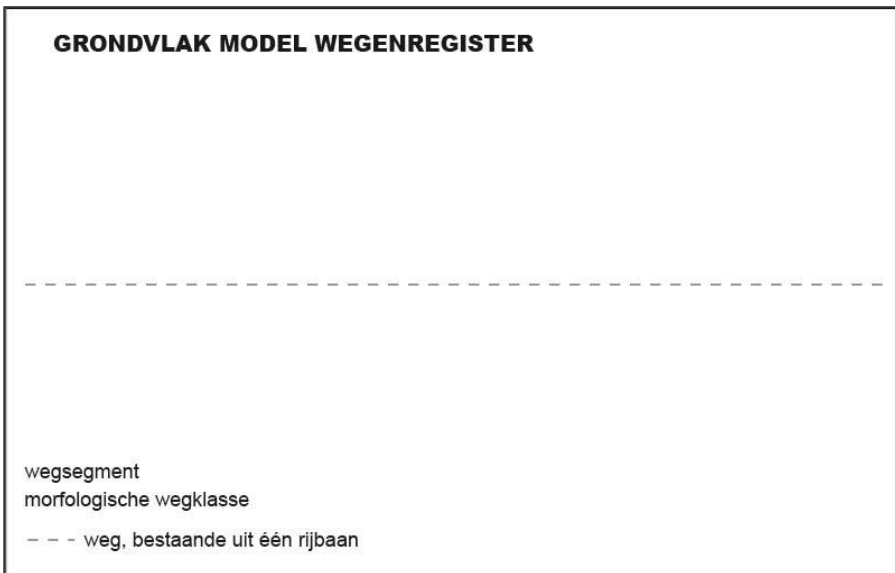 GRONDVLAK MODEL WEGENREGISTER
wegsegment
morfologische wegklasse
weg, bestaande uit één rijbaan